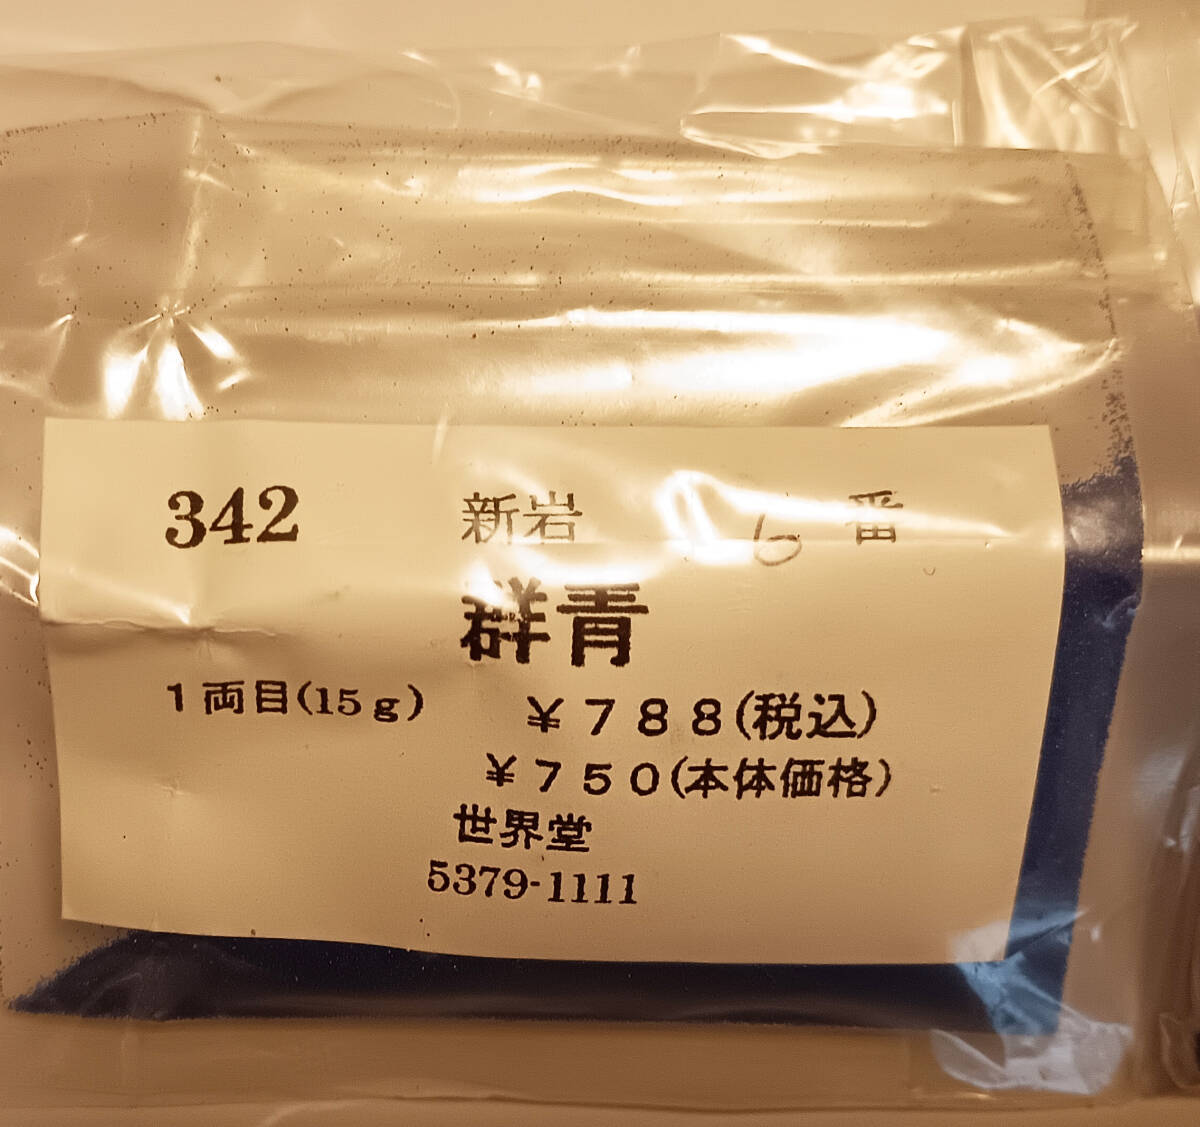 342 新岩 6 番
群青
1両目(15g) ¥788(税込)
¥750(本体価格)
世界堂
5379-1111